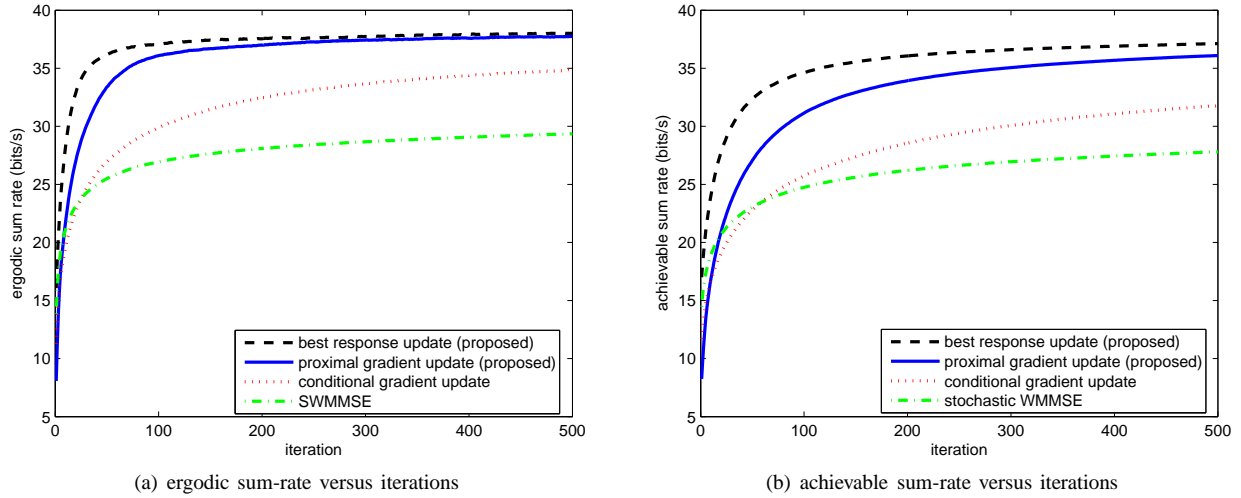 40
35
30
25
20
15
10
5
0
100
200
300
400
500
ergodic sum rate (bits/s)
iteration
best response update (proposed)
proximal gradient update (proposed)
conditional gradient update
SWMMSE
(a) ergodic sum-rate versus iterations
40
35
30
25
20
15
10
5
0
100
200
300
400
500
achievable sum rate (bits/s)
iteration
best response update (proposed)
proximal gradient update (proposed)
conditional gradient update
stochastic WMMSE
(b) achievable sum-rate versus iterations